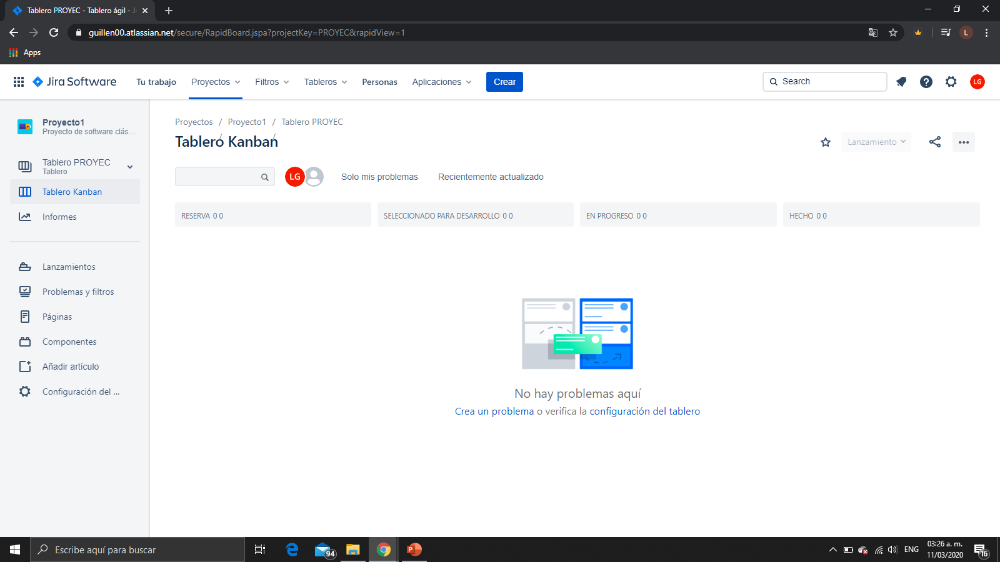 Tablero PROYEC - Tablero ágil - Ji
guillen00.atlassian.net/secure/RapidBoard.jspa?projectKey=PROYEC&rapidView=1
L
Apps
Jira Software
Tu trabajo
Proyectos
Filtros
Tableros
Personas
Aplicaciones
Crear
Search
LG
Proyecto1
Proyecto de software clás...
Tablero PROYEC
Tablero
Tablero Kanban
Informes
Lanzamientos
Problemas y filtros
Páginas
Componentes
Añadir artículo
Configuración del ...
Proyectos / Proyecto1 / Tablero PROYEC
/ /
Tablero Kanban
Lanzamiento
LG
Solo mis problemas
Recientemente actualizado
RESERVA 0 0
SELECCIONADO PARA DESARROLLO 0 0
EN PROGRESO 0 0
HECHO 0 0
No hay problemas aquí
Crea un problema o verifica la configuración del tablero
Escribe aquí para buscar
94
ENG
03:26 a. m.
11/03/2020
16